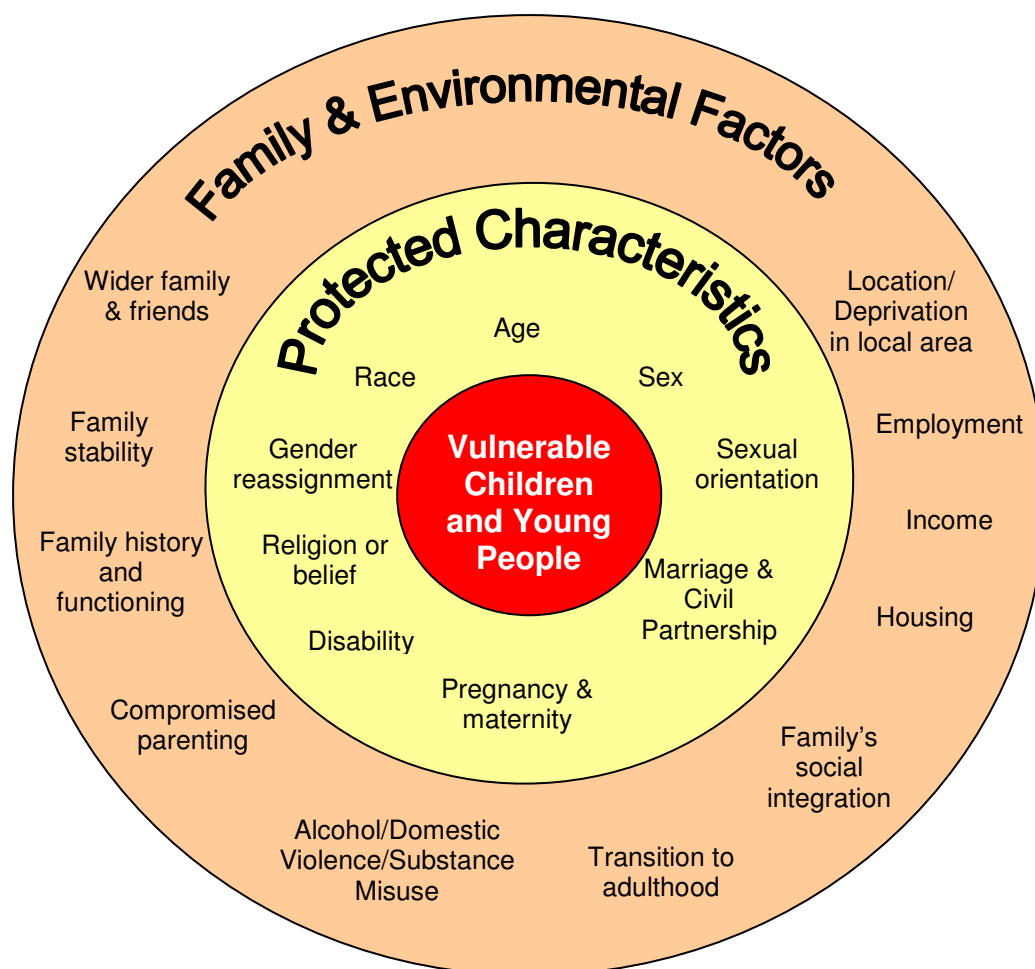 Family & Environmental Factors
Protected Characteristics
Wider family
& friends
Family
stability
Family history
and
functioning
Compromised
parenting
Alcohol/Domestic
Violence/Substance
Misuse
Transition to
adulthood
Family's
social
integration
Housing
Income
Employment
Location/
Deprivation
in local area
Age
Race
Sex
Gender
reassignment
Sexual
orientation
Religion or
belief
Marriage &
Civil
Partnership
Disability
Pregnancy &
maternity
Vulnerable
Children
and Young
People